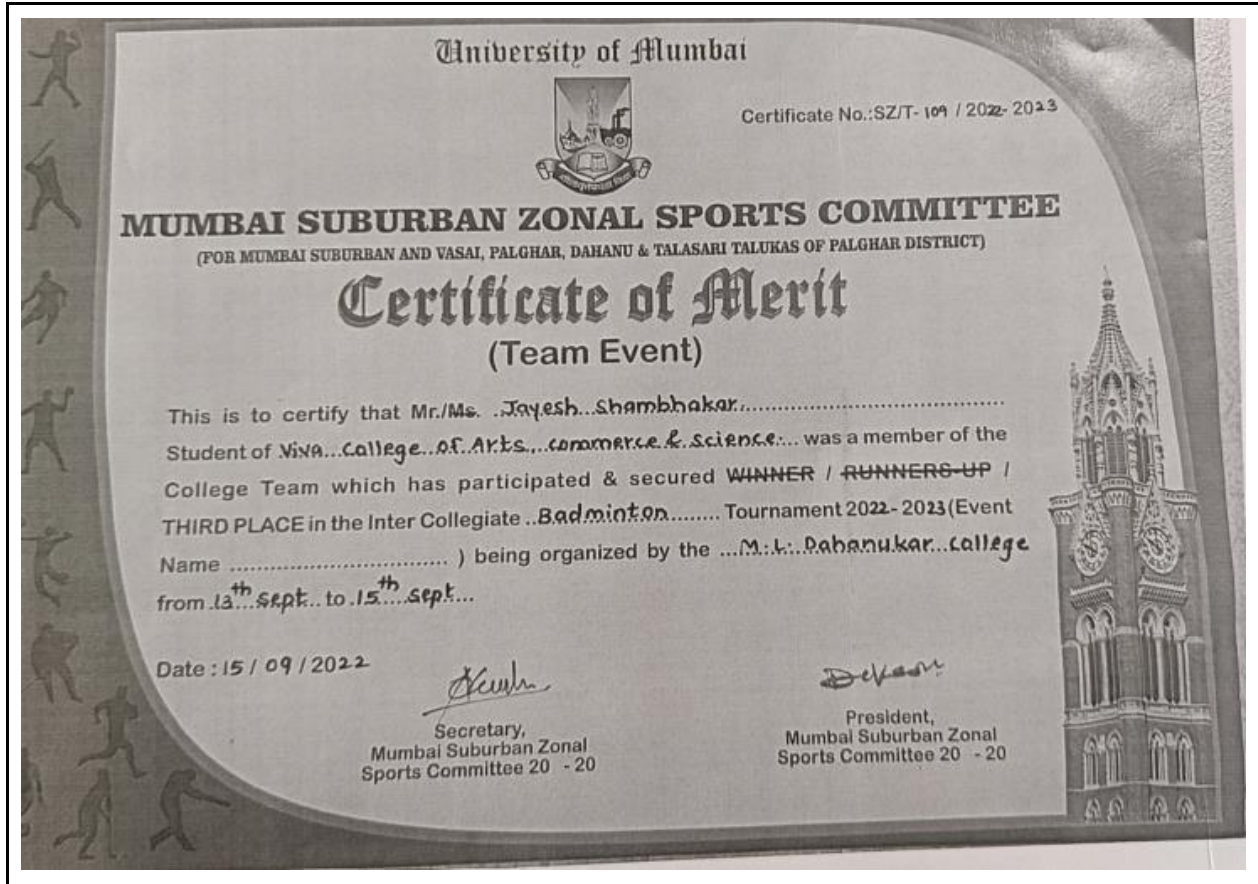 University of Mumbai
Certificate No.:SZ/T- 109 / 2022- 2023
MUMBAI SUBURBAN ZONAL SPORTS COMMITTEE
(FOR MUMBAI SUBURBAN AND VASAI, PALGHAR, DAHANU & TALASARI TALUKAS OF PALGHAR DISTRICT)
Certificate of Merit
(Team Event)
This is to certify that Mr./Ms. ..Jayesh...Shambhakar...................................
Student of Viva...College..of..Arts...commerce.&.science.... was a member of the
College Team which has participated & secured WINNER / RUNNERS-UP /
THIRD PLACE in the Inter Collegiate ..Badminton........ Tournament 2022-2023 (Event
Name ................................ ) being organized by the ...M.L. Dahanukar...college
from .13th sept.. to .15th...sept...
Date : 15 / 09 / 2022
Secretary,
Mumbai Suburban Zonal
Sports Committee 20 - 20
President,
Mumbai Suburban Zonal
Sports Committee 20 - 20